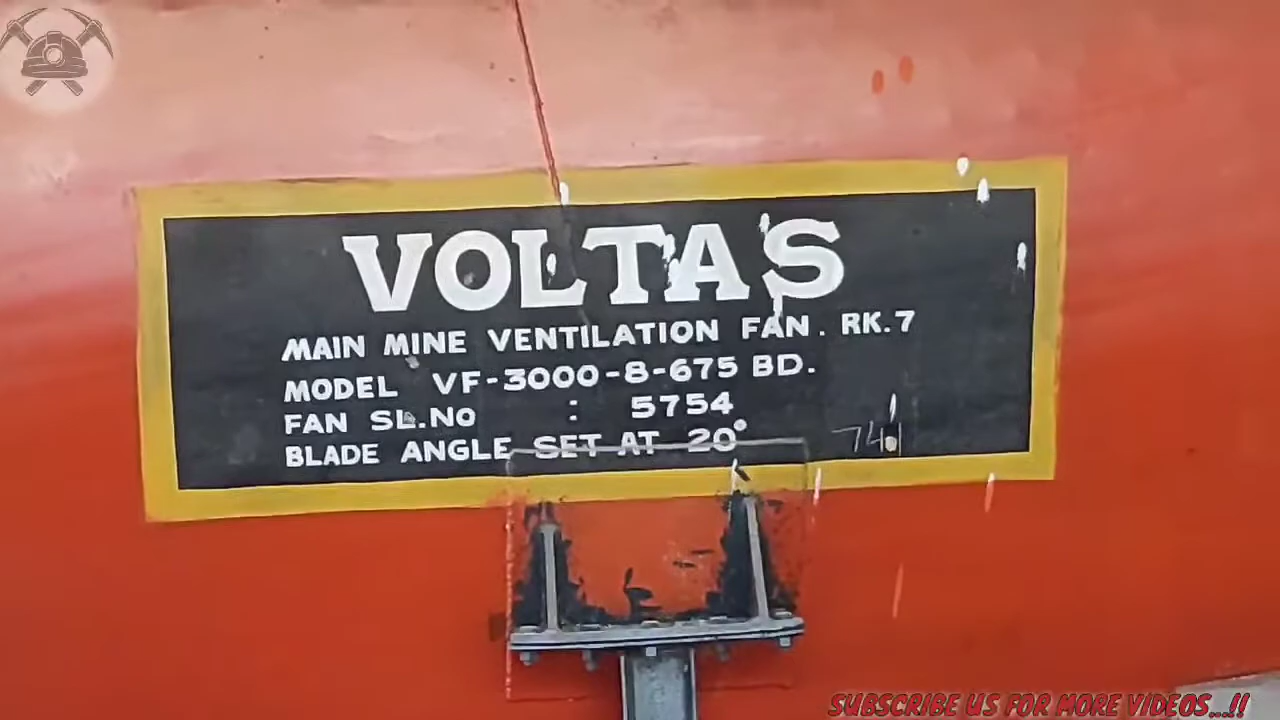 VOLTAS
MAIN MINE VENTILATION FAN. RK.7
MODEL VF-3000-8-675 BD.
FAN SL.NO : 5754
BLADE ANGLE SET AT 20°
SUBSCRIBE US FOR MORE VIDEOS...!!